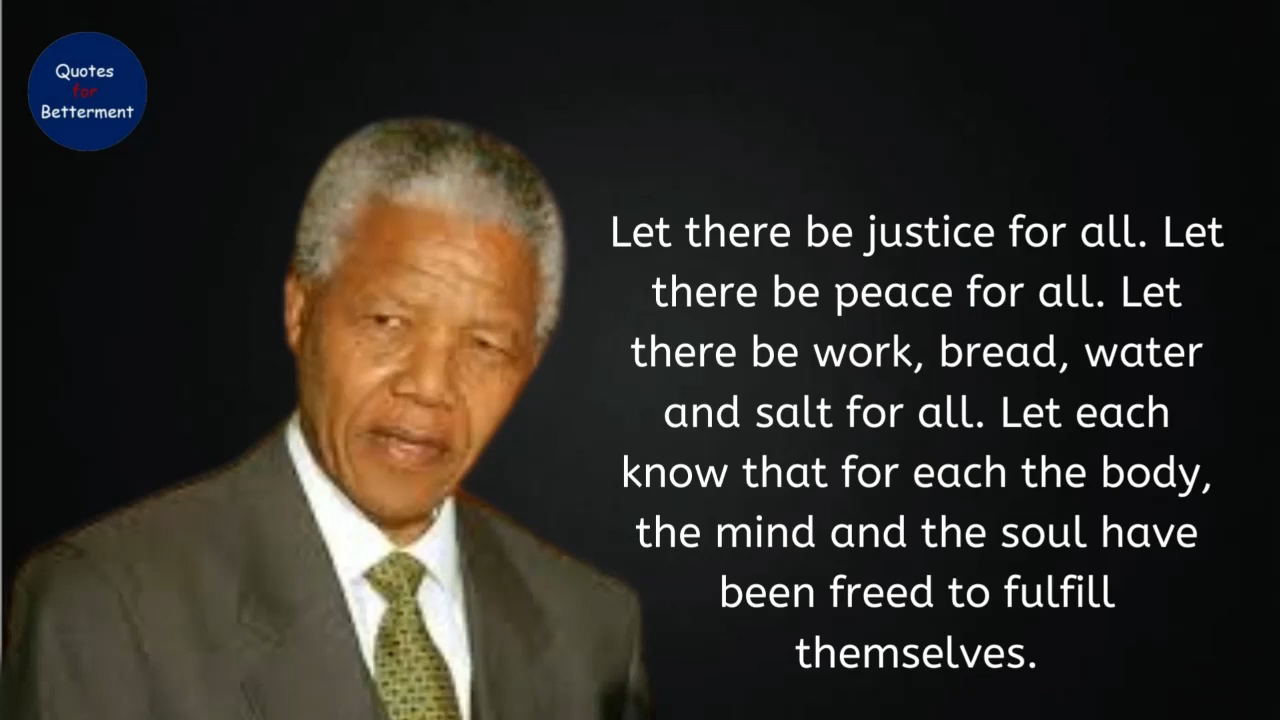 Quotes
for
Betterment
Let there be justice for all. Let
there be peace for all. Let
there be work, bread, water
and salt for all. Let each
know that for each the body,
the mind and the soul have
been freed to fulfill
themselves.